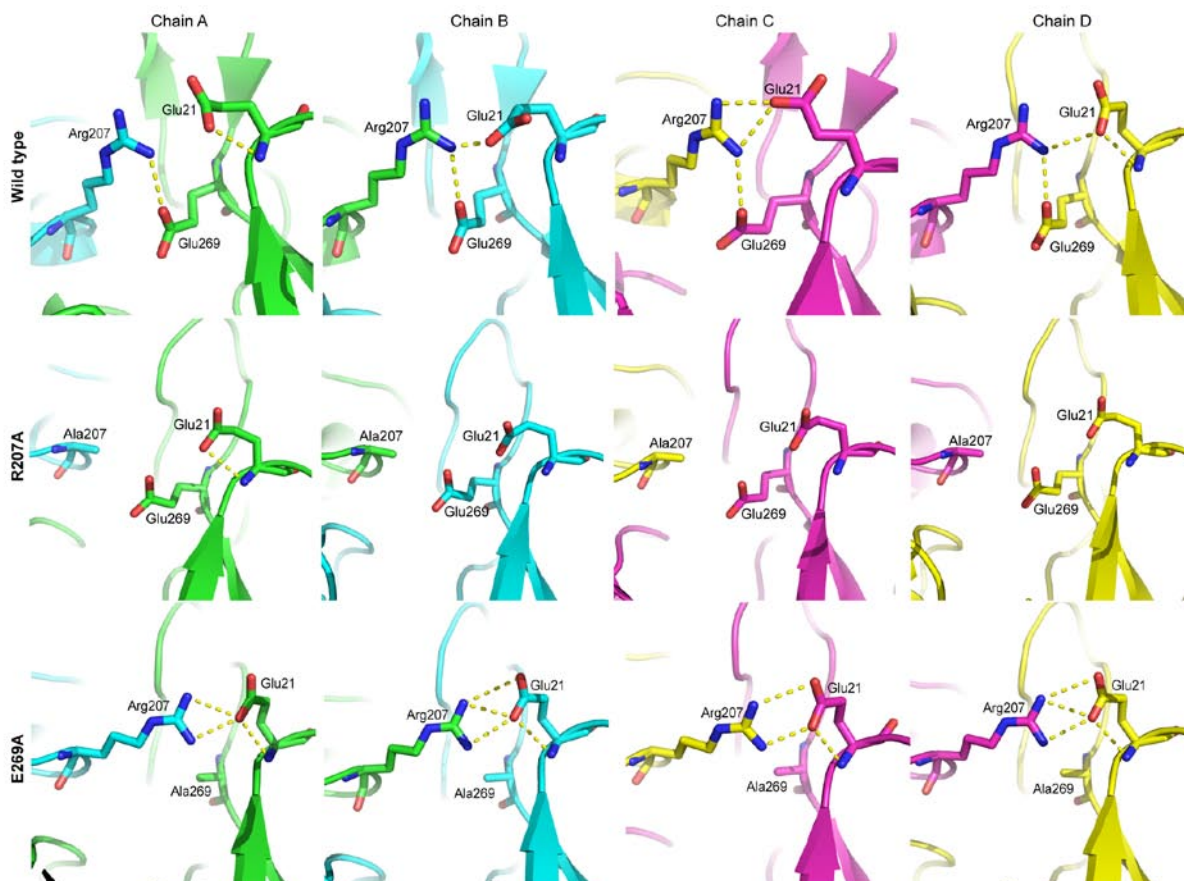 Chain A Chain B Chain C Chain D
Wild type
Glu21 Glu21 Glu21 Glu21
Arg207 Arg207 Arg207 Arg207
Glu269 Glu269 Glu269 Glu269
R207A
Glu21 Glu21 Glu21 Glu21
Ala207 Ala207 Ala207 Ala207
Glu269 Glu269 Glu269 Glu269
E269A
Glu21 Glu21 Glu21 Glu21
Arg207 Arg207 Arg207 Arg207
Ala269 Ala269 Ala269 Ala269